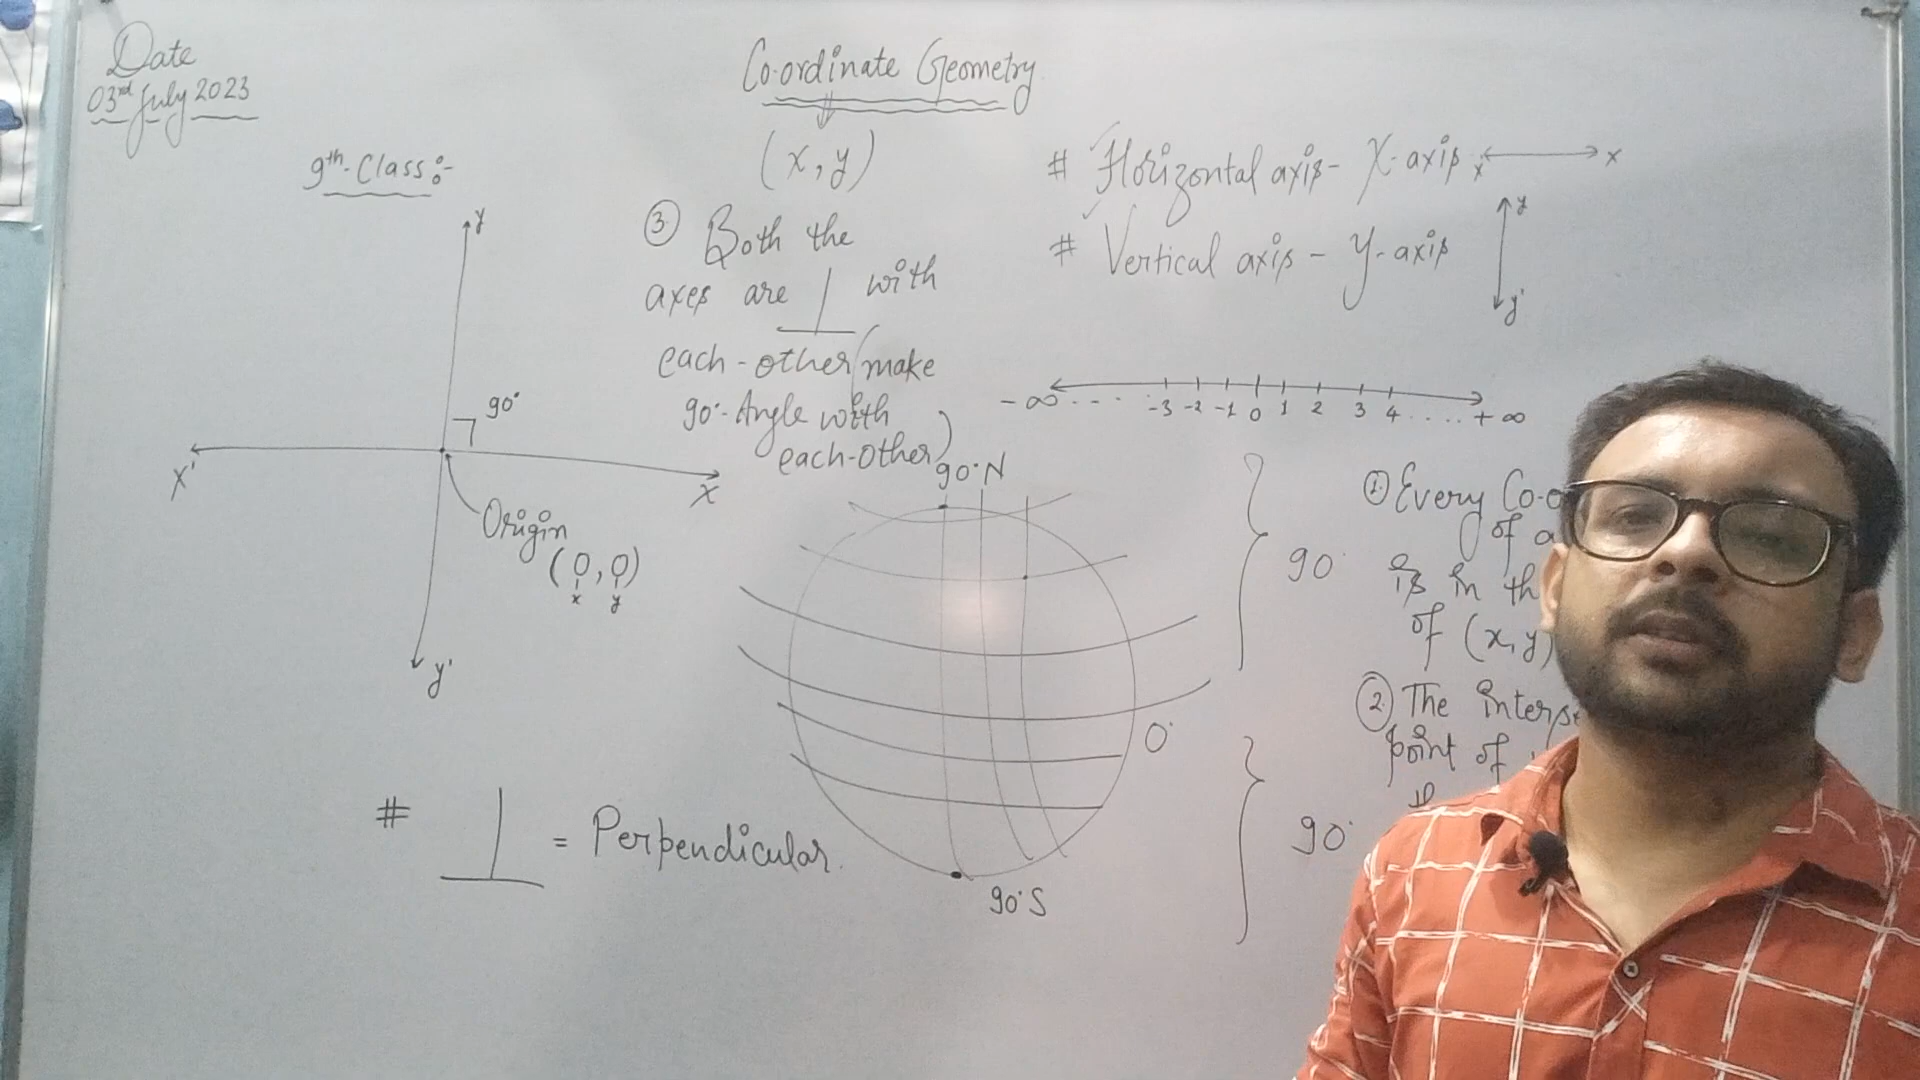 Date
03rd July 2023
Co-ordinate Geometry
(x, y)
9th-Class:-
# Horizontal axis- X-axis
x' x
# Vertical axis - Y-axis
y
y'
③ Both the
axes are ⊥ with
each-other (make
90°-Angle with
each-other)
y
90°
X'
X
Origin
(0, 0)
x y
y'
-∞ . . . . -3 -2 -1 0 1 2 3 4 . . . . . +∞
90°N
90°
0°
90°
90°S
① Every Co-o
of a
is in th
of (x, y)
② The inters
point of
# ⊥ = Perpendicular.